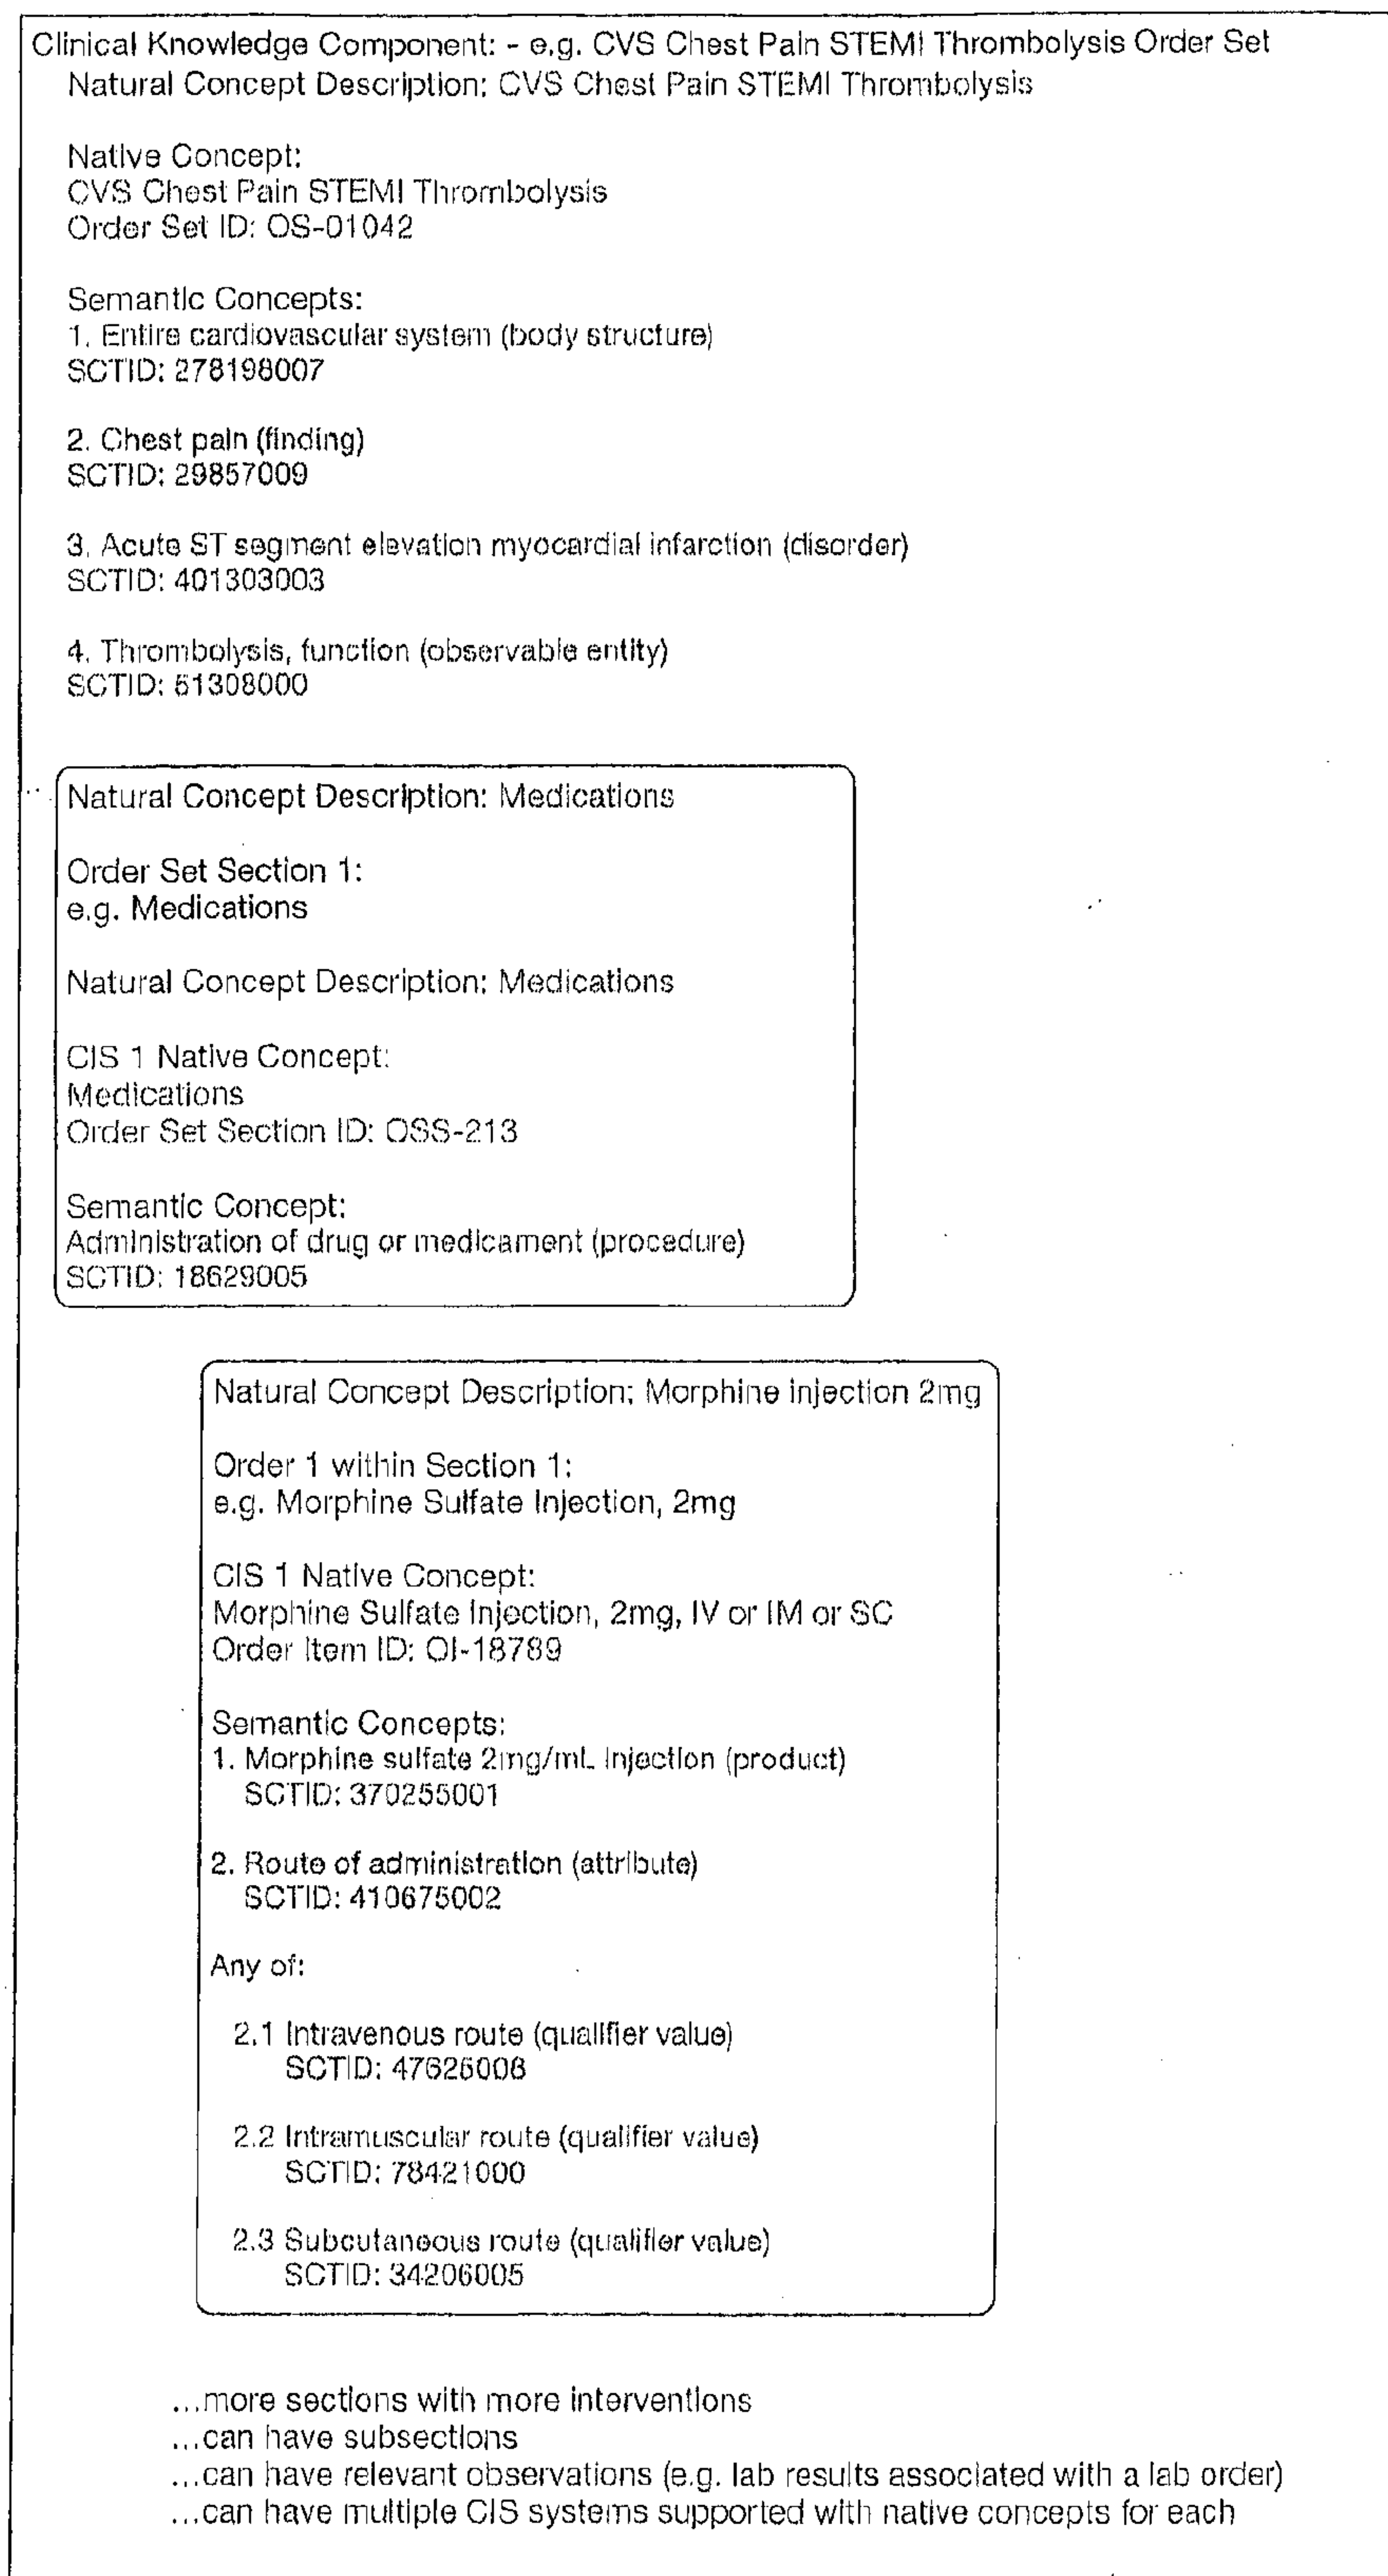 Clinical Knowledge Component: - e.g. CVS Chest Pain STEMI Thrombolysis Order Set
Natural Concept Description: CVS Chest Pain STEMI Thrombolysis
Native Concept:
CVS Chest Pain STEMI Thrombolysis
Order Set ID: OS-01042
Semantic Concepts:
1. Entire cardiovascular system (body structure)
SCTID: 278198007
2. Chest pain (finding)
SCTID: 29857009
3. Acute ST segment elevation myocardial infarction (disorder)
SCTID: 401303003
4. Thrombolysis, function (observable entity)
SCTID: 51308000
Natural Concept Description: Medications
Order Set Section 1:
e.g. Medications
Natural Concept Description: Medications
CIS 1 Native Concept:
Medications
Order Set Section ID: OSS-213
Semantic Concept:
Administration of drug or medicament (procedure)
SCTID: 18629005
Natural Concept Description: Morphine injection 2mg
Order 1 within Section 1:
e.g. Morphine Sulfate Injection, 2mg
CIS 1 Native Concept:
Morphine Sulfate Injection, 2mg, IV or IM or SC
Order Item ID: OI-18789
Semantic Concepts:
1. Morphine sulfate 2mg/mL injection (product)
SCTID: 370255001
2. Route of administration (attribute)
SCTID: 410675002
Any of:
2.1 Intravenous route (qualifier value)
SCTID: 47625008
2.2 Intramuscular route (qualifier value)
SCTID: 78421000
2.3 Subcutaneous route (qualifier value)
SCTID: 34206005
...more sections with more interventions
...can have subsections
...can have relevant observations (e.g. lab results associated with a lab order)
...can have multiple CIS systems supported with native concepts for each